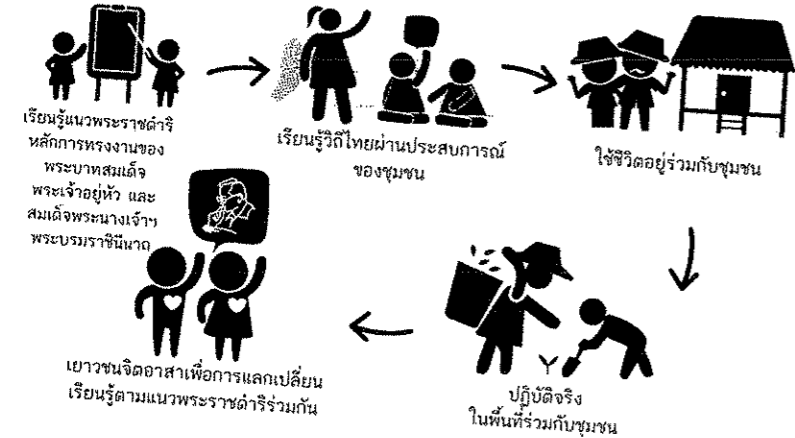 เรียนรู้แนวพระราชดำริ
หลักการทรงงานของ
พระบาทสมเด็จ
พระเจ้าอยู่หัว และ
สมเด็จพระนางเจ้าฯ
พระบรมราชินีนาถ
เรียนรู้วิถีไทยผ่านประสบการณ์
ของชุมชน
ใช้ชีวิตอยู่ร่วมกับชุมชน
ปฏิบัติจริง
ในพื้นที่ร่วมกับชุมชน
เยาวชนจิตอาสาเพื่อการแลกเปลี่ยน
เรียนรู้ตามแนวพระราชดำริร่วมกัน